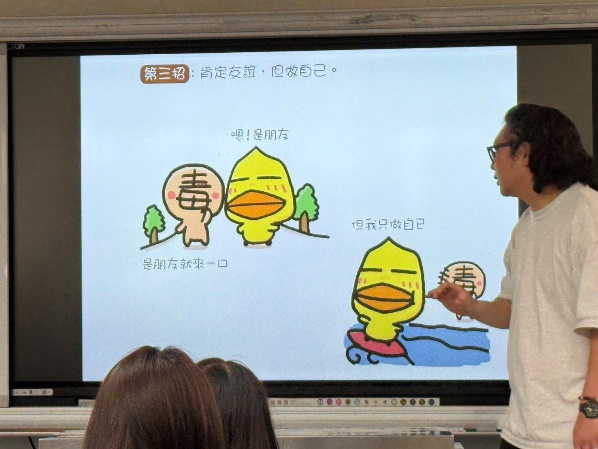 第三招：肯定友誼，但做自己。
嗯!是朋友
毒
是朋友就來一口
但我只做自已
毒